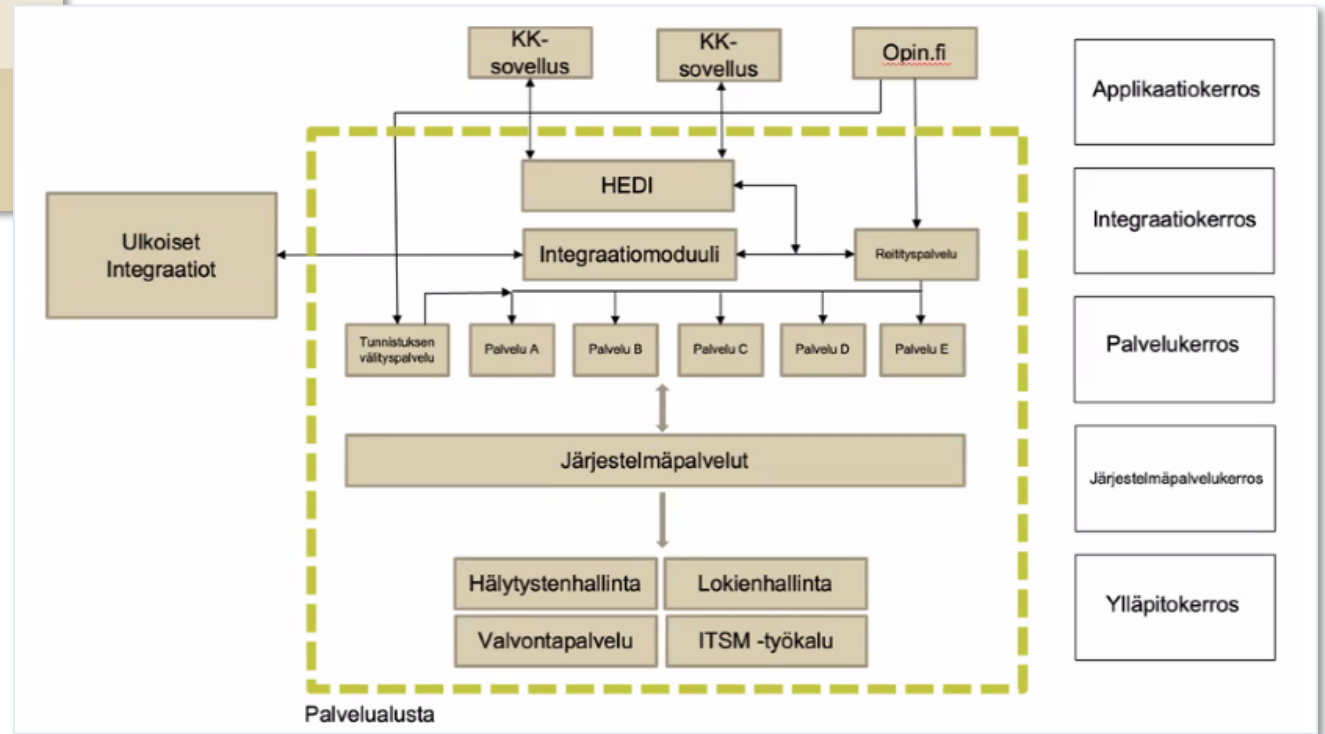 KK-
sovellus
KK-
sovellus
Opin.fi
Applikaatiokerros
HEDI
Integraatiokerros
Ulkoiset
Integraatiot
Integraatiomoduuli
Reitityspalvelu
Tunnistuksen
välityspalvelu
Palvelu A
Palvelu B
Palvelu C
Palvelu D
Palvelu E
Palvelukerros
Järjestelmäpalvelut
Järjestelmäpalvelukerros
Hälytystenhallinta
Lokienhallinta
Valvontapalvelu
ITSM -työkalu
Ylläpitokerros
Palvelualusta